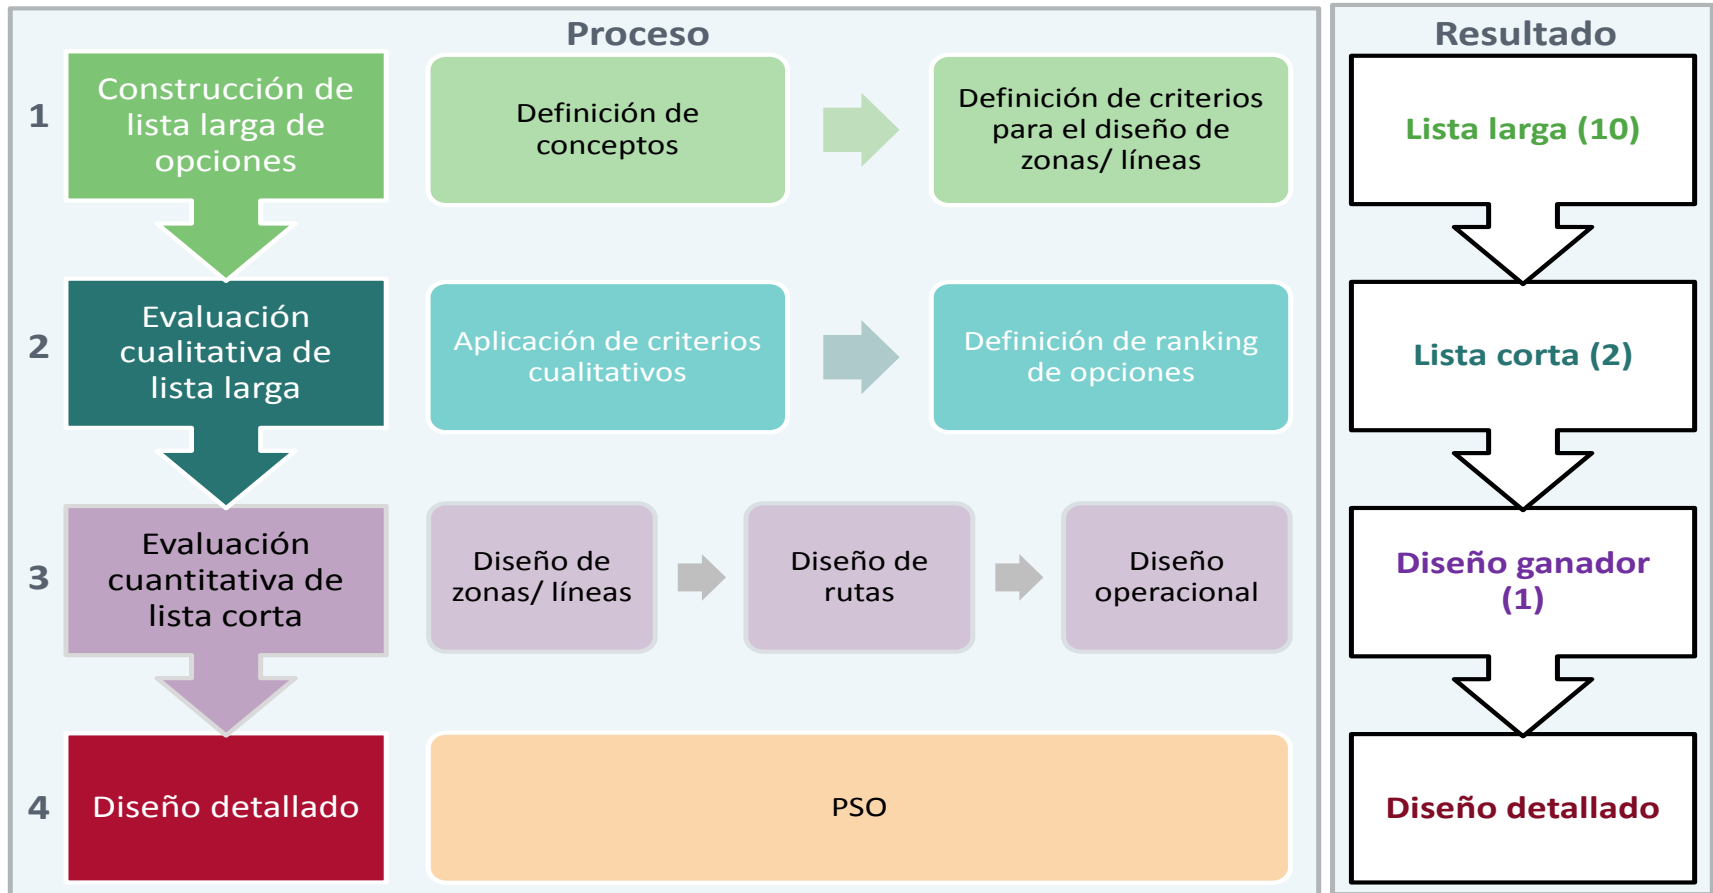 Proceso
Resultado
1
Construcción de
lista larga de
opciones
Definición de
conceptos
Definición de criterios
para el diseño de
zonas/ líneas
Lista larga (10)
2
Evaluación
cualitativa de
lista larga
Aplicación de criterios
cualitativos
Definición de ranking
de opciones
Lista corta (2)
3
Evaluación
cuantitativa de
lista corta
Diseño de
zonas/ líneas
Diseño de
rutas
Diseño
operacional
Diseño ganador
(1)
4
Diseño detallado
PSO
Diseño detallado